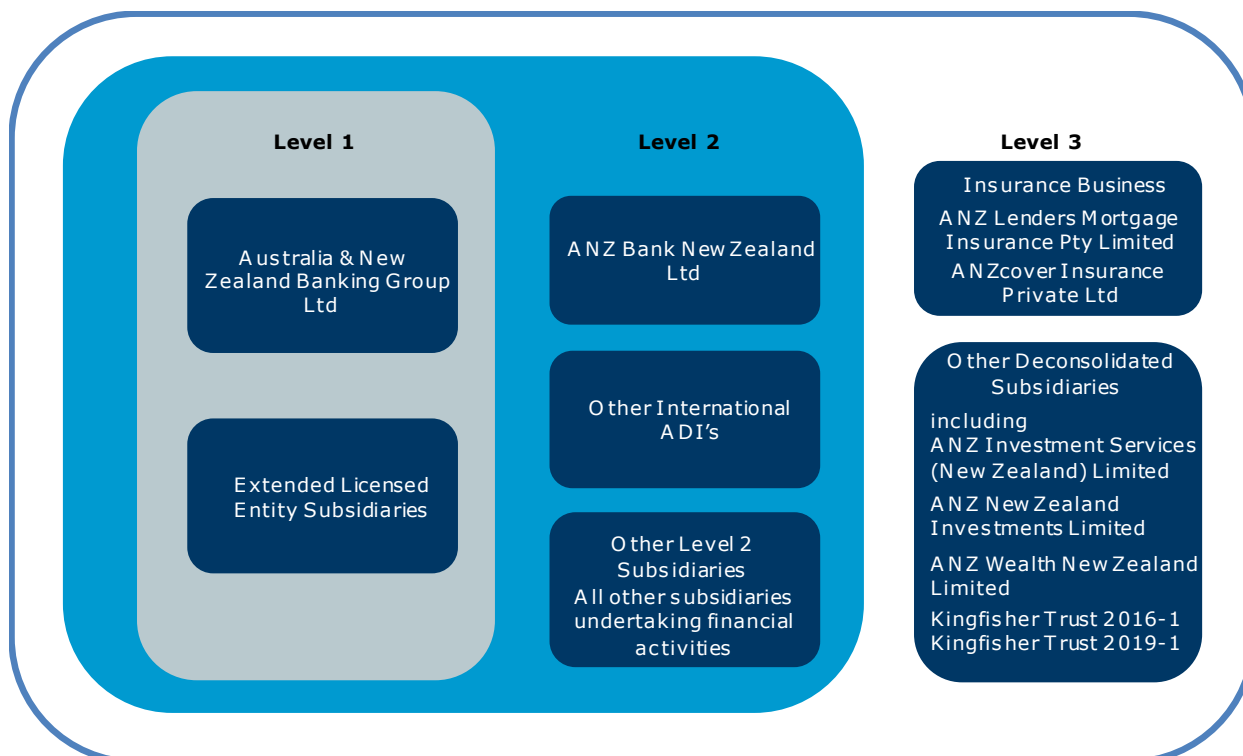 Level 1
Australia & New
Zealand Banking Group
Ltd
Extended Licensed
Entity Subsidiaries
Level 2
ANZ Bank New Zealand
Ltd
Other International
ADI’s
Other Level 2
Subsidiaries
All other subsidiaries
undertaking financial
activities
Level 3
Insurance Business
ANZ Lenders Mortgage
Insurance Pty Limited
ANZcover Insurance
Private Ltd
Other Deconsolidated
Subsidiaries
including
ANZ Investment Services
(New Zealand) Limited
ANZ New Zealand
Investments Limited
ANZ Wealth New Zealand
Limited
Kingfisher Trust 2016-1
Kingfisher Trust 2019-1